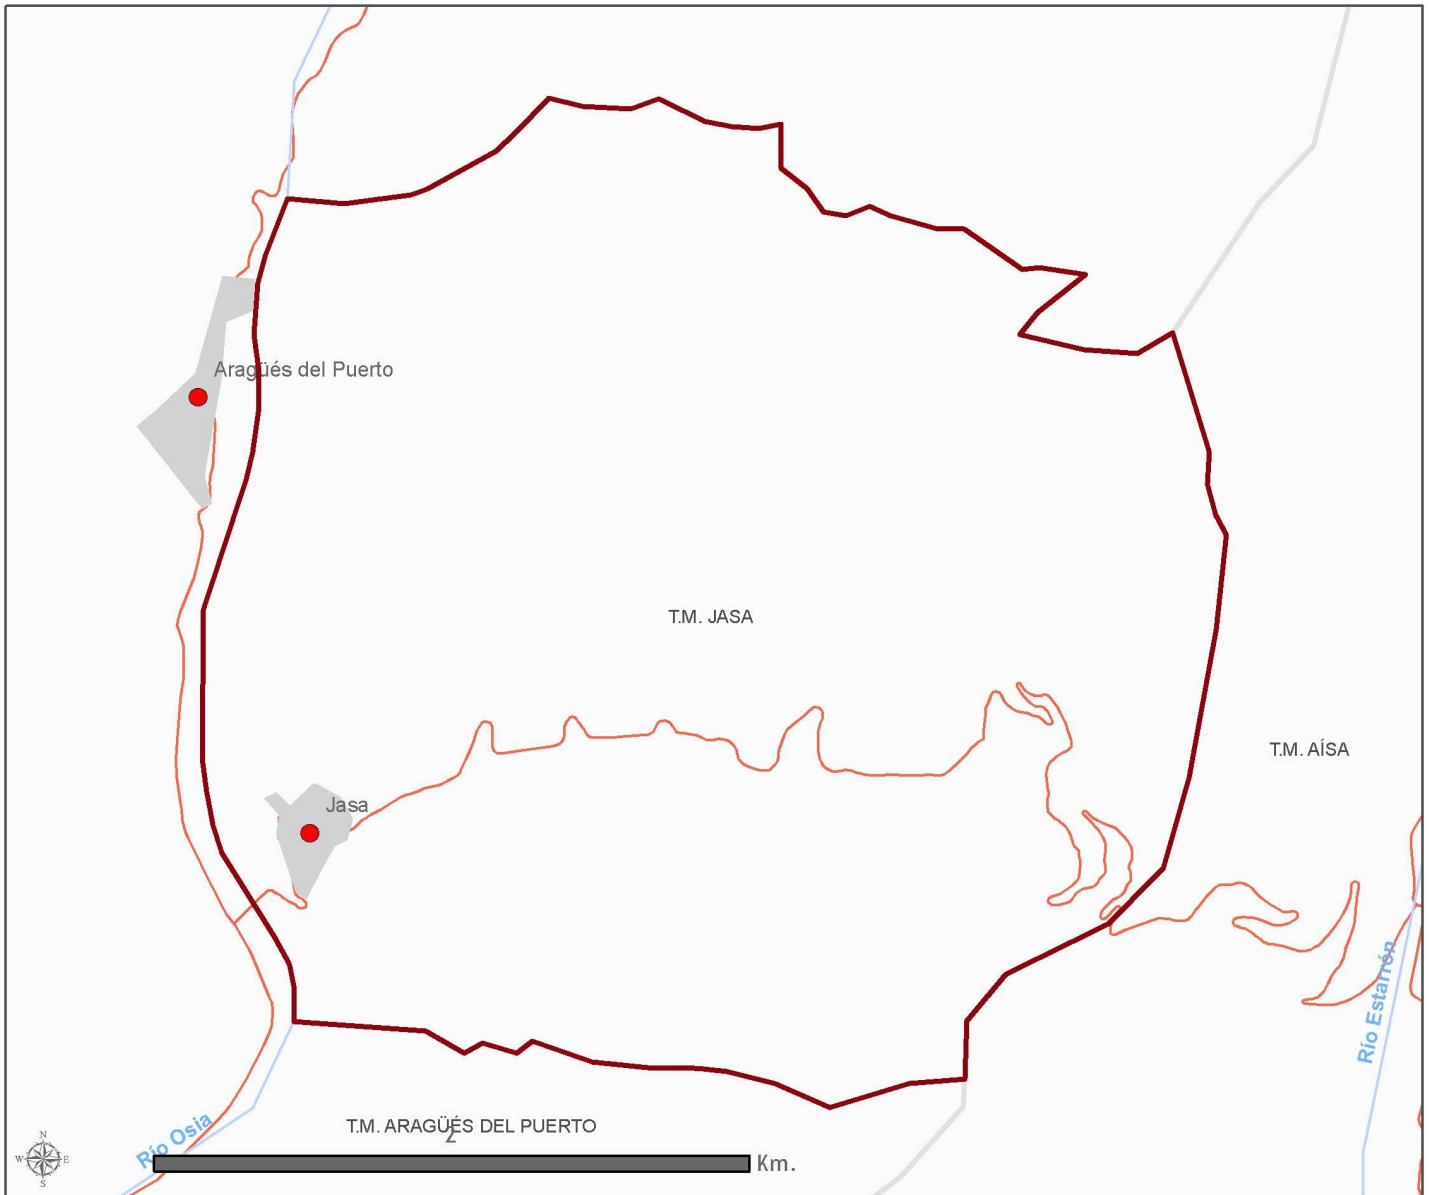 Aragüés del Puerto
T.M. JASA
T.M. AÍSA
Jasa
Río Estarrón
T.M. ARAGÜÉS DEL PUERTO
Río Osia
2
Km.
N
W E
S